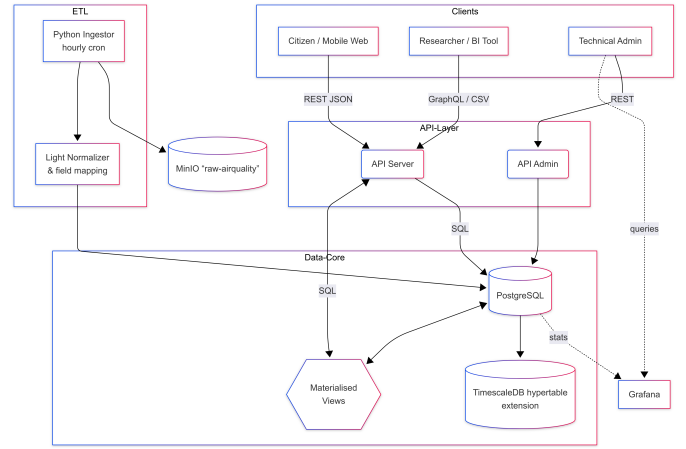 ETL
Clients
Python Ingestor
hourly cron
Citizen / Mobile Web
Researcher / BI Tool
Technical Admin
REST JSON
GraphQL / CSV
REST
API-Layer
Light Normalizer
& field mapping
MinIO "raw-airquality"
API Server
API Admin
SQL
queries
Data-Core
SQL
PostgreSQL
stats
Materialised
Views
TimescaleDB hypertable
extension
Grafana